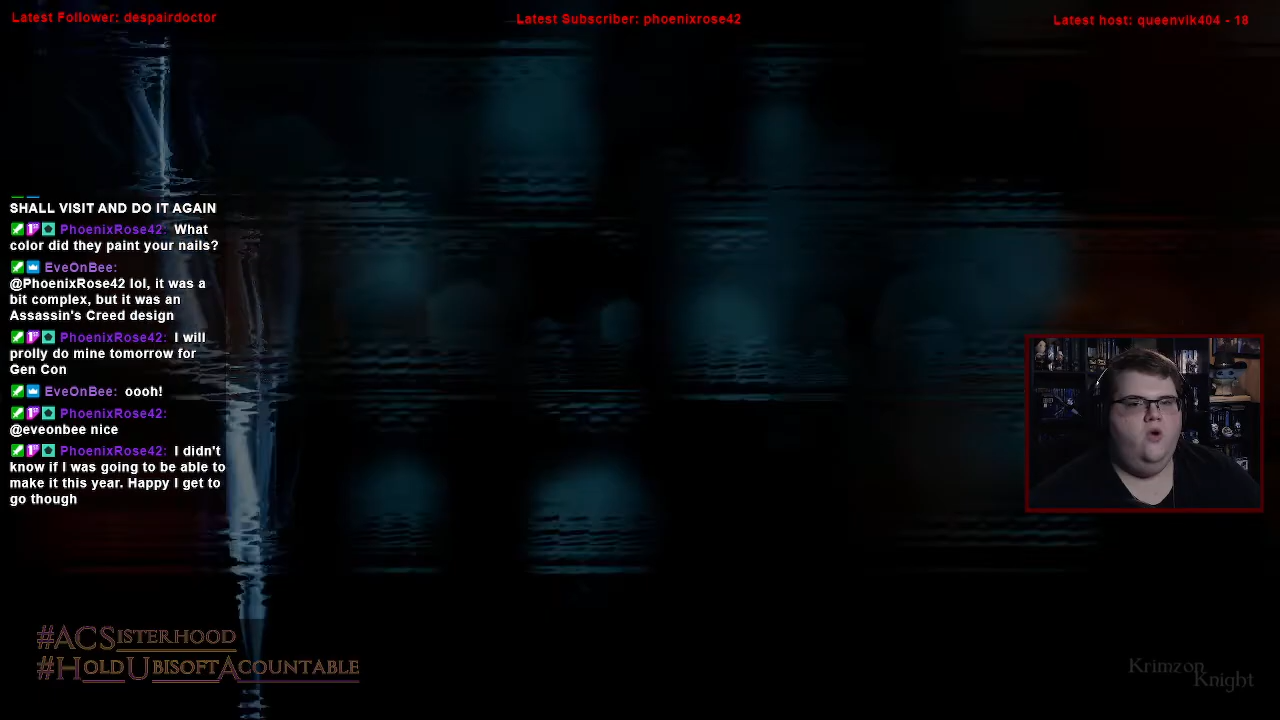 Latest Follower: despairdoctor
Latest Subscriber: phoenixrose42
Latest host: queenvik404 - 18
SHALL VISIT AND DO IT AGAIN
PhoenixRose42: What
color did they paint your nails?
EveOnBee:
@PhoenixRose42 lol, it was a
bit complex, but it was an
Assassin's Creed design
PhoenixRose42: I will
prolly do mine tomorrow for
Gen Con
EveOnBee: oooh!
PhoenixRose42:
@eveonbee nice
PhoenixRose42: I didn't
know if I was going to be able to
make it this year. Happy I get to
go though
#ACSisterhood
#HoldUbisoftAcountable
Krimzon
Knight